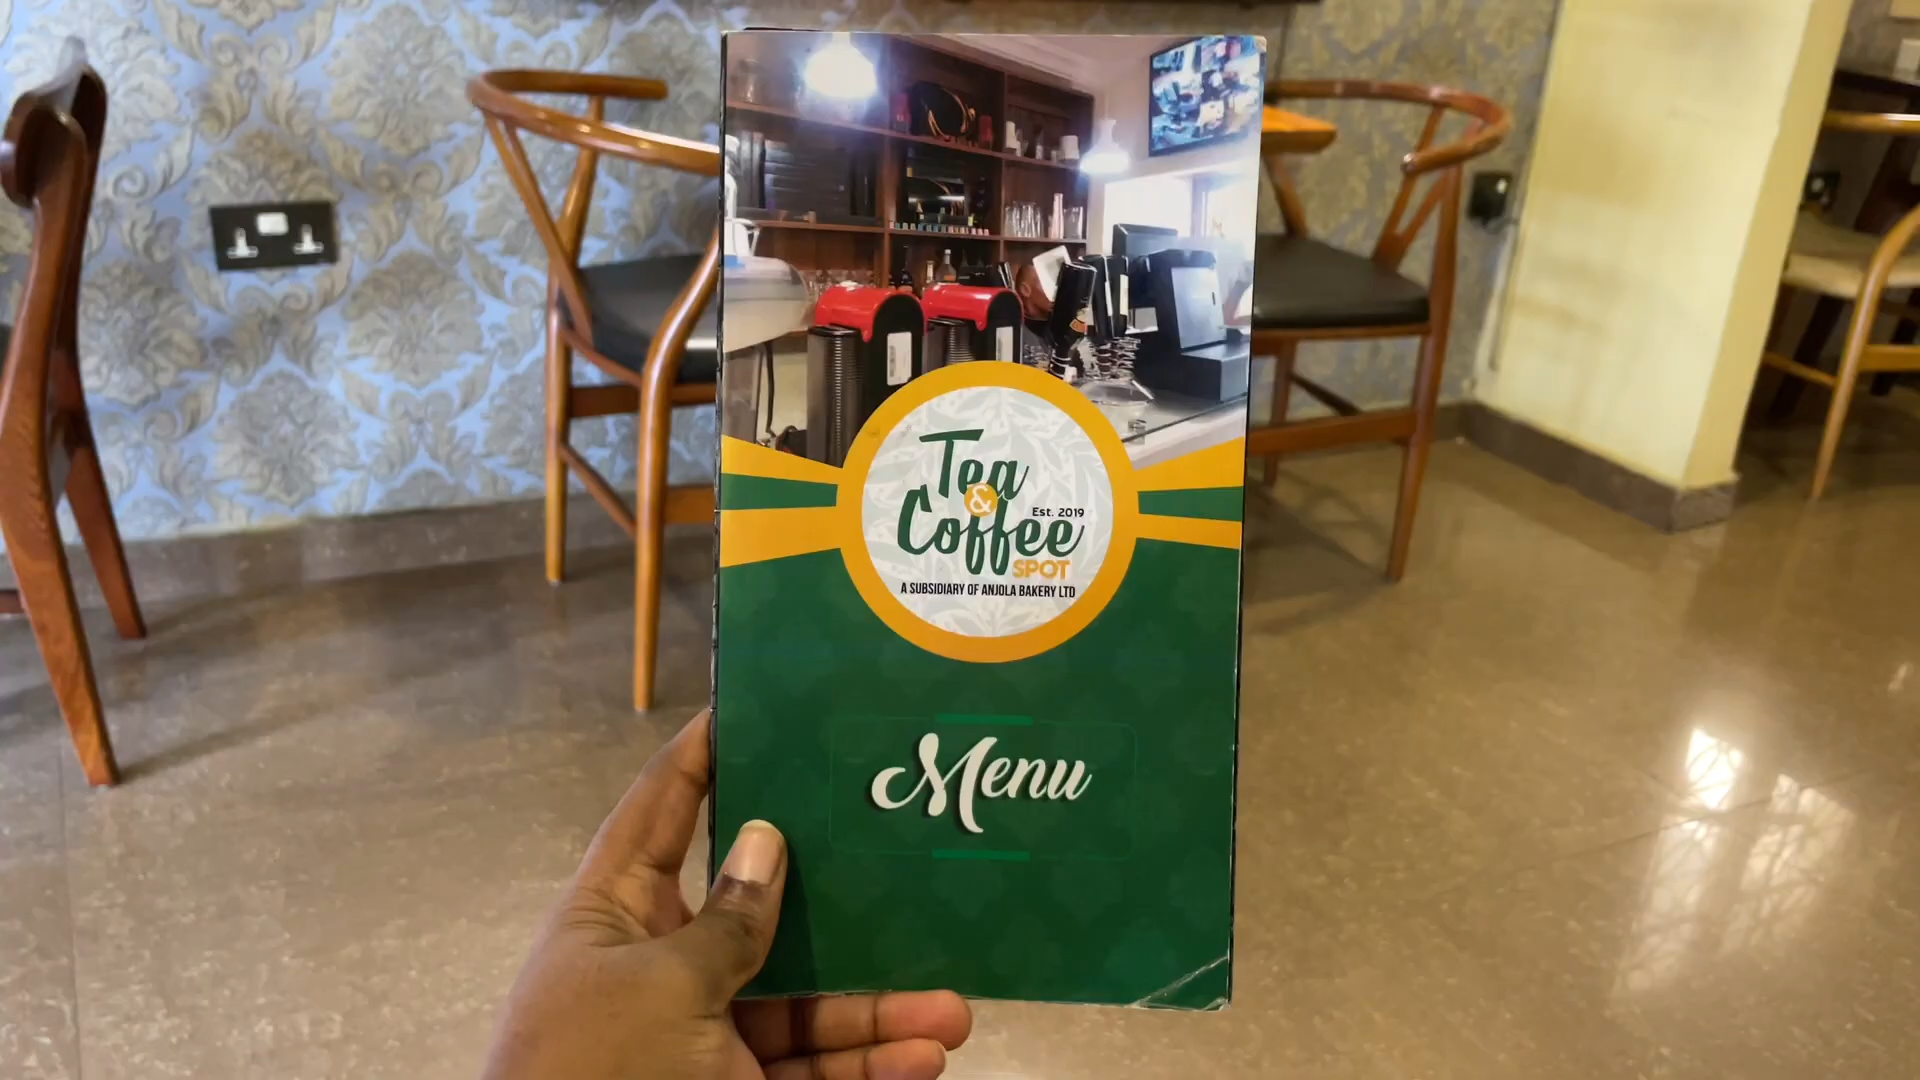 Tea
&
Coffee
Est. 2019
SPOT
A SUBSIDIARY OF ANJOLA BAKERY LTD
Menu